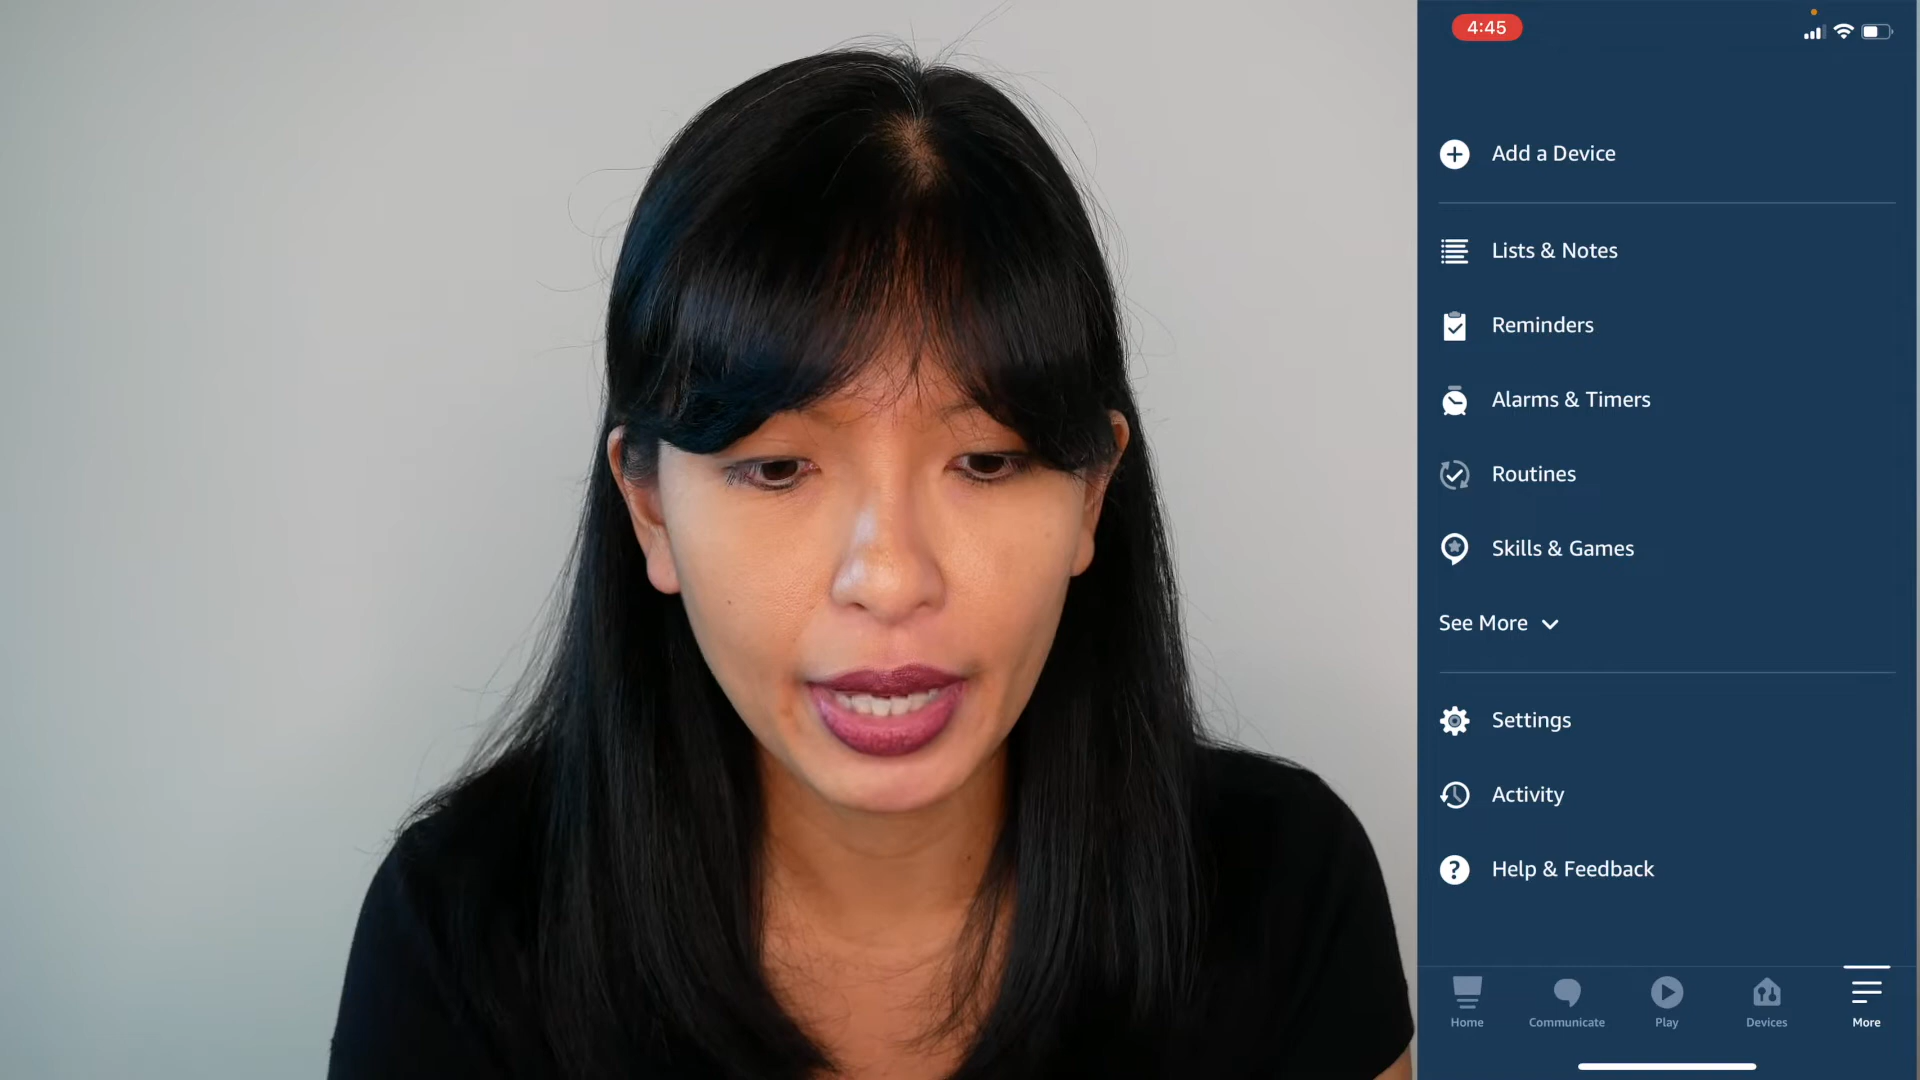 4:45
Add a Device
Lists & Notes
Reminders
Alarms & Timers
Routines
Skills & Games
See More
Settings
Activity
Help & Feedback
Home
Communicate
Play
Devices
More